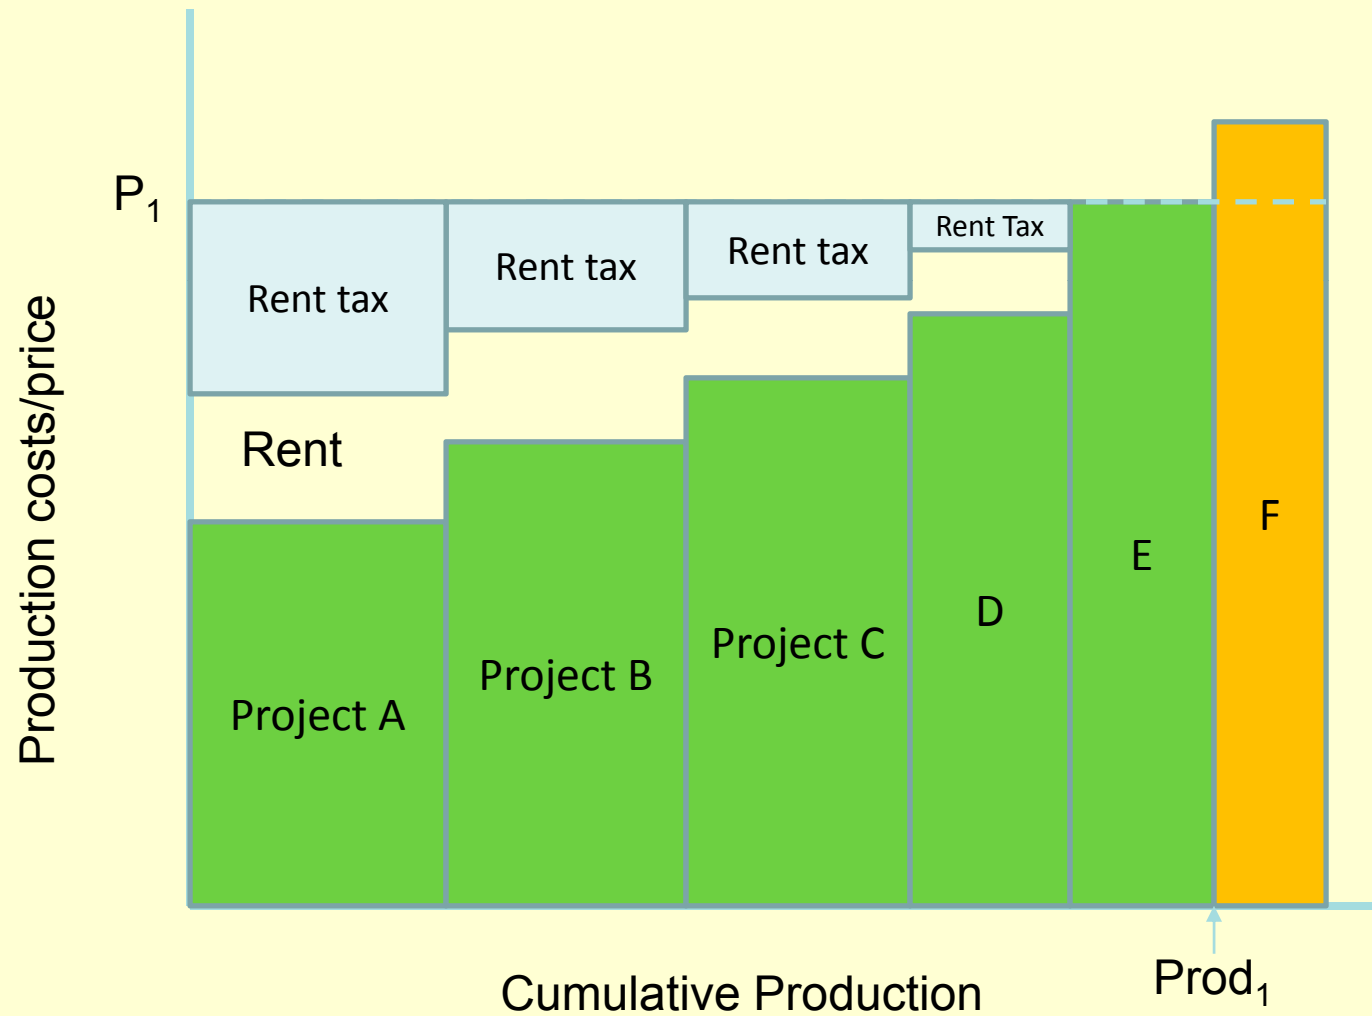 P₁
Rent tax
Rent tax
Rent tax
Rent Tax
Rent
Production costs/price
Project A
Project B
Project C
D
E
F
Cumulative Production
Prod₁